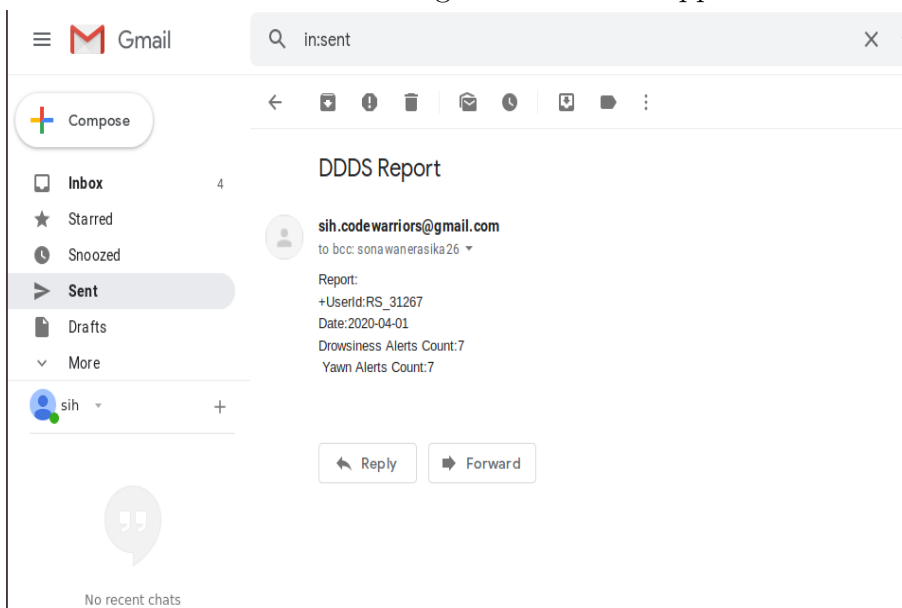 Gmail
in:sent
Compose
DDDS Report
Inbox 4
Starred
Snoozed
Sent
Drafts
More
sih
sih.codewarriors@gmail.com
to bcc: sonawanerasika26
Report:
+UserId:RS_31267
Date:2020-04-01
Drowsiness Alerts Count:7
Yawn Alerts Count:7
Reply
Forward
No recent chats